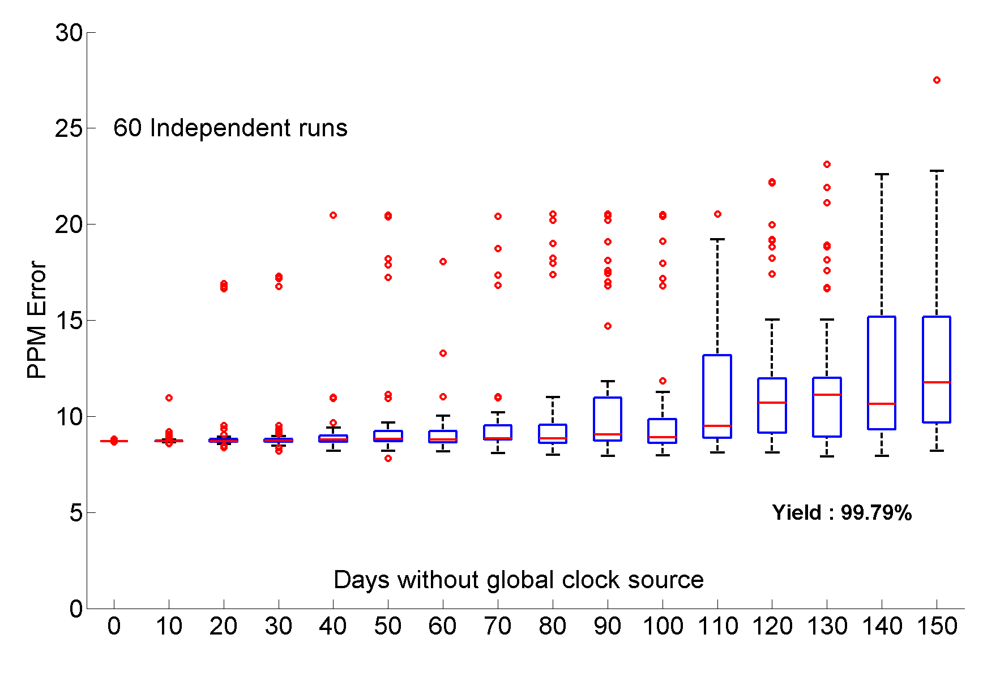 30
25
20
15
10
5
0
PPM Error
60 Independent runs
Yield : 99.79%
Days without global clock source
0 10 20 30 40 50 60 70 80 90 100 110 120 130 140 150